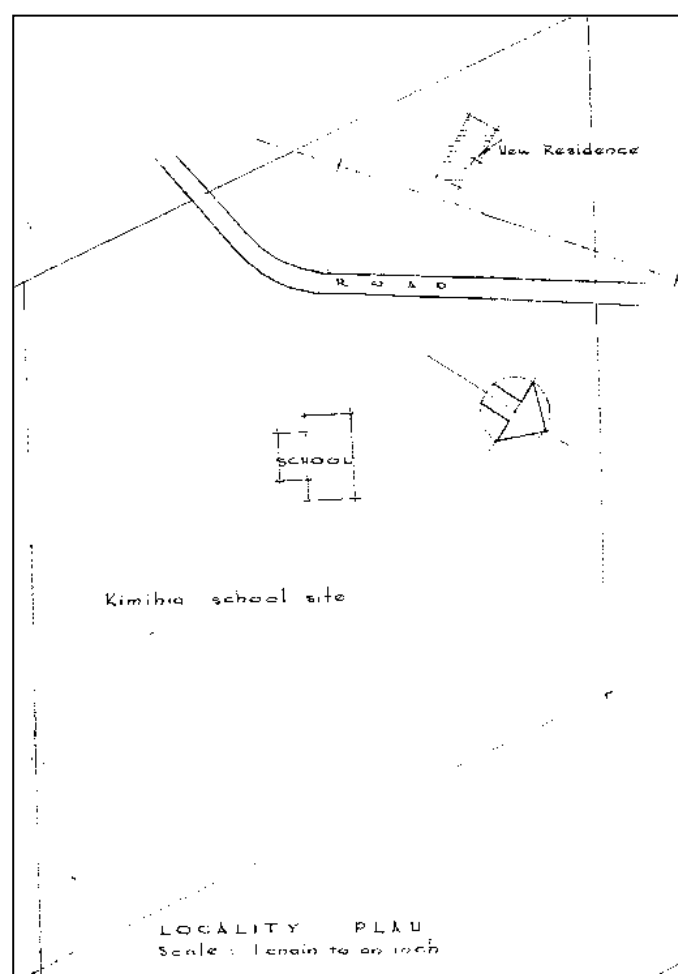 New Residence
ROAD
SCHOOL
Kimihia school site
LOCALITY PLAN
Scale : 1 chain to an inch